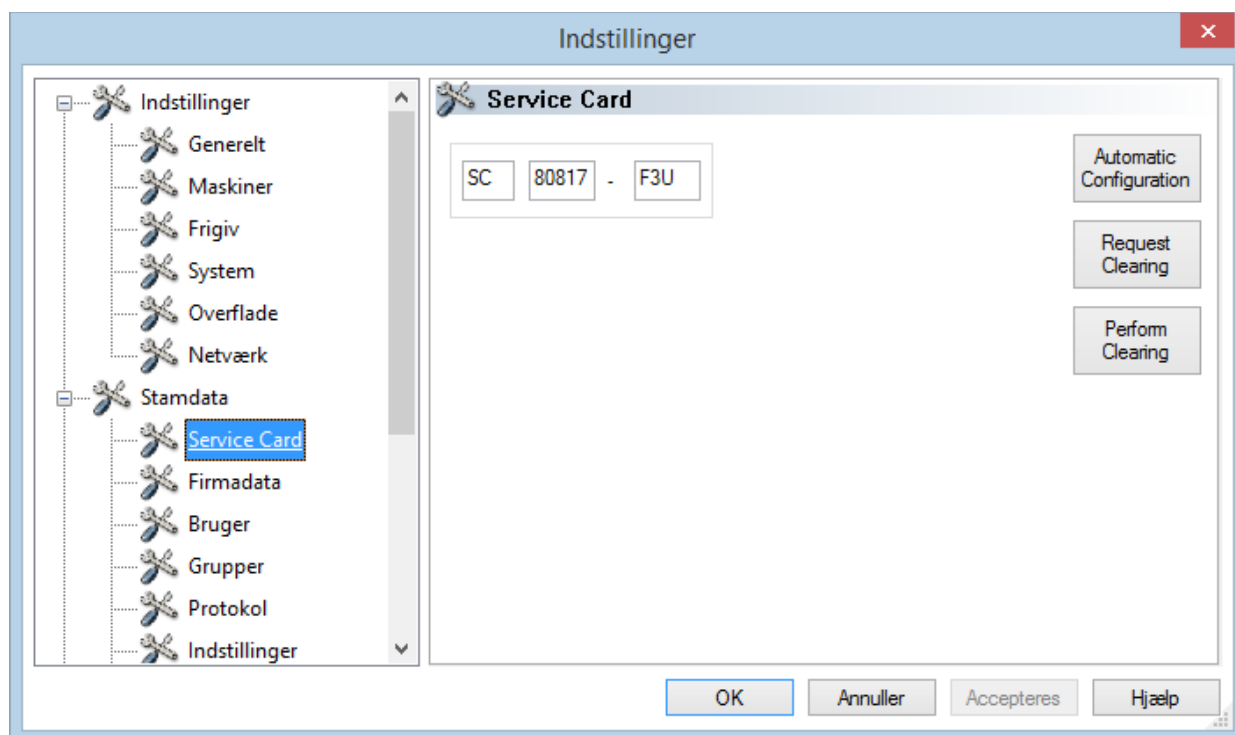 Indstillinger
Indstillinger
Generelt
Maskiner
Frigiv
System
Overflade
Netværk
Stamdata
Service Card
Firmadata
Bruger
Grupper
Protokol
Indstillinger
Service Card
SC 80817 - F3U
Automatic
Configuration
Request
Clearing
Perform
Clearing
OK Annuller Accepteres Hjælp